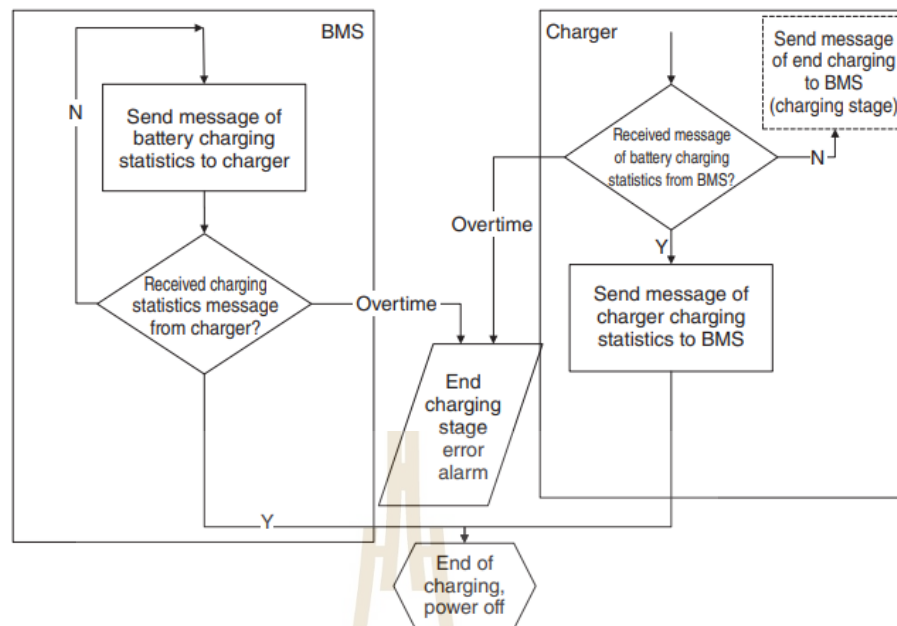 BMS
N
Send message of
battery charging
statistics to charger
Received charging
statistics message
from charger?
Overtime
Y
Charger
Send message
of end charging
to BMS
(charging stage)
Received message
of battery charging
statistics from BMS?
N
Overtime
Y
Send message of
charger charging
statistics to BMS
End
charging
stage
error
alarm
End of
charging,
power off